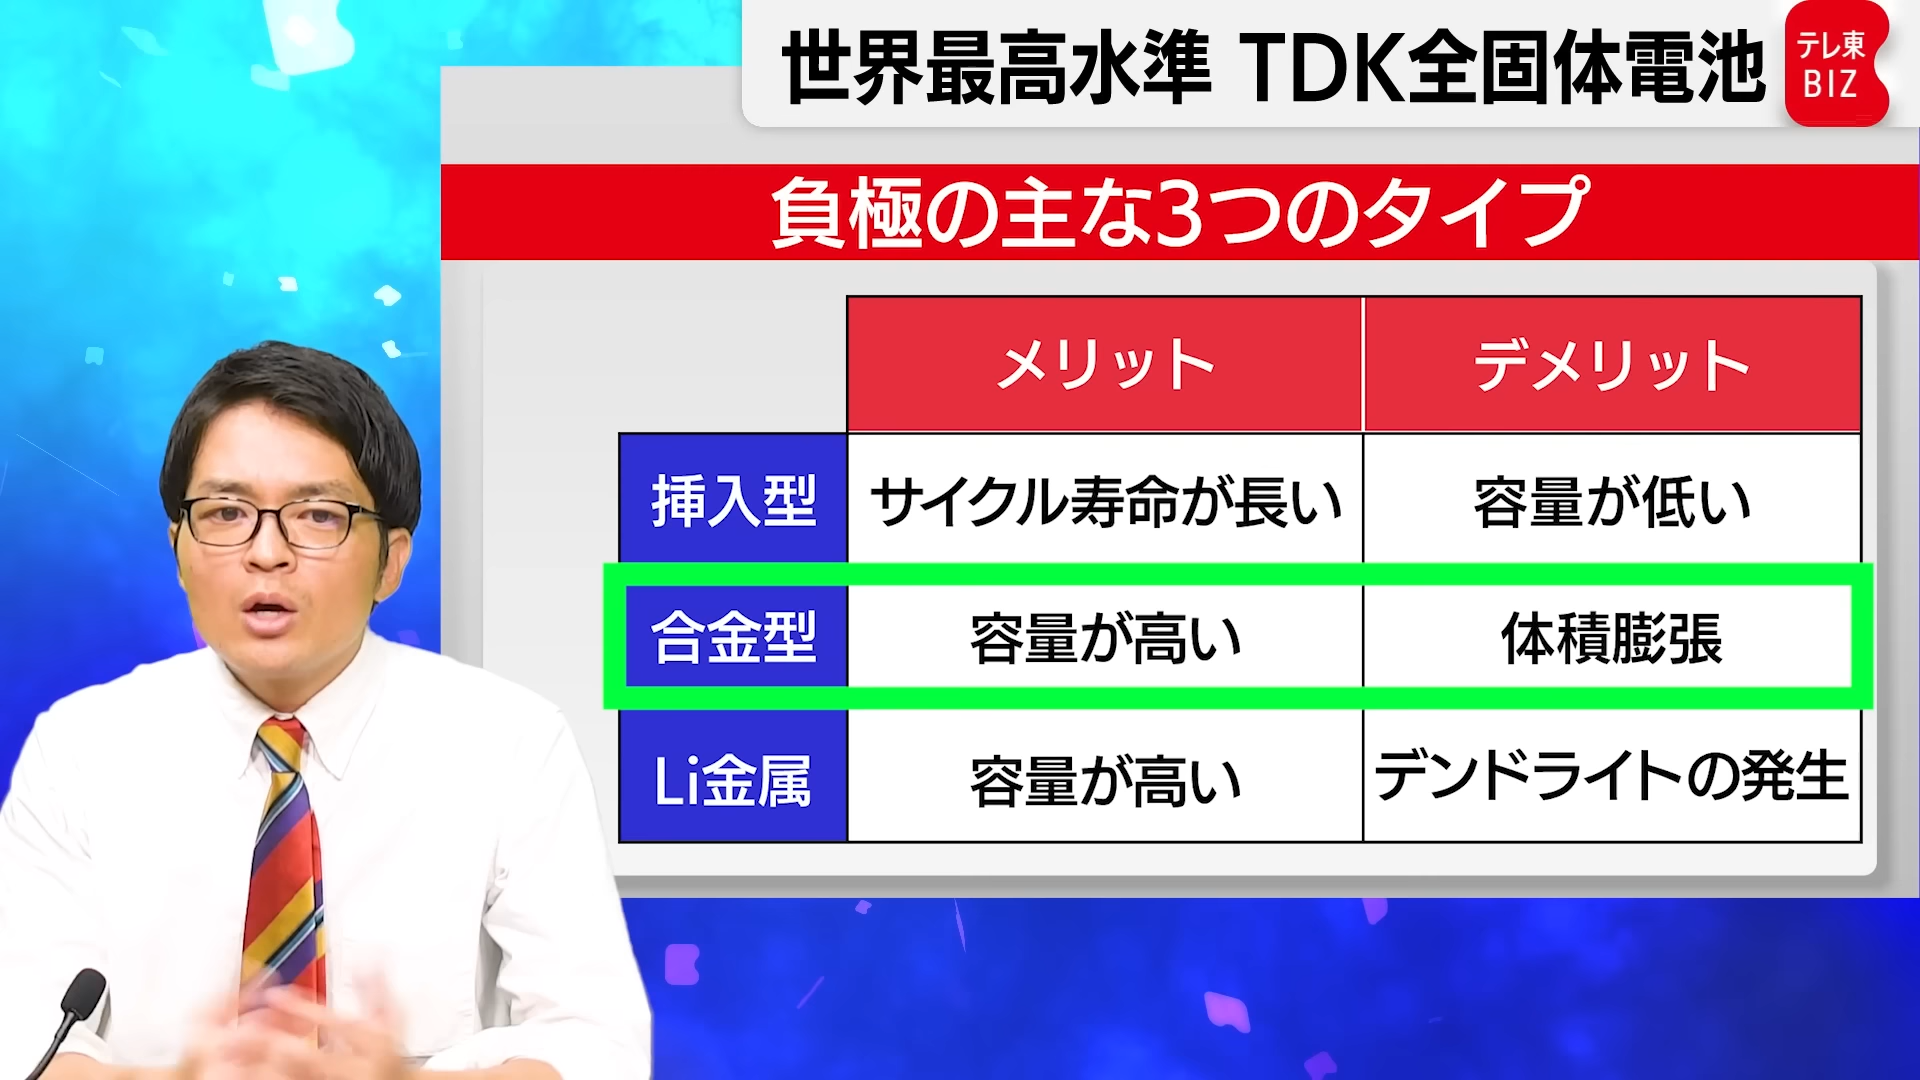 世界最高水準 TDK全固体電池
テレ東
BIZ
負極の主な3つのタイプ
メリット デメリット
挿入型 サイクル寿命が長い 容量が低い
合金型 容量が高い 体積膨張
Li金属 容量が高い デンドライトの発生